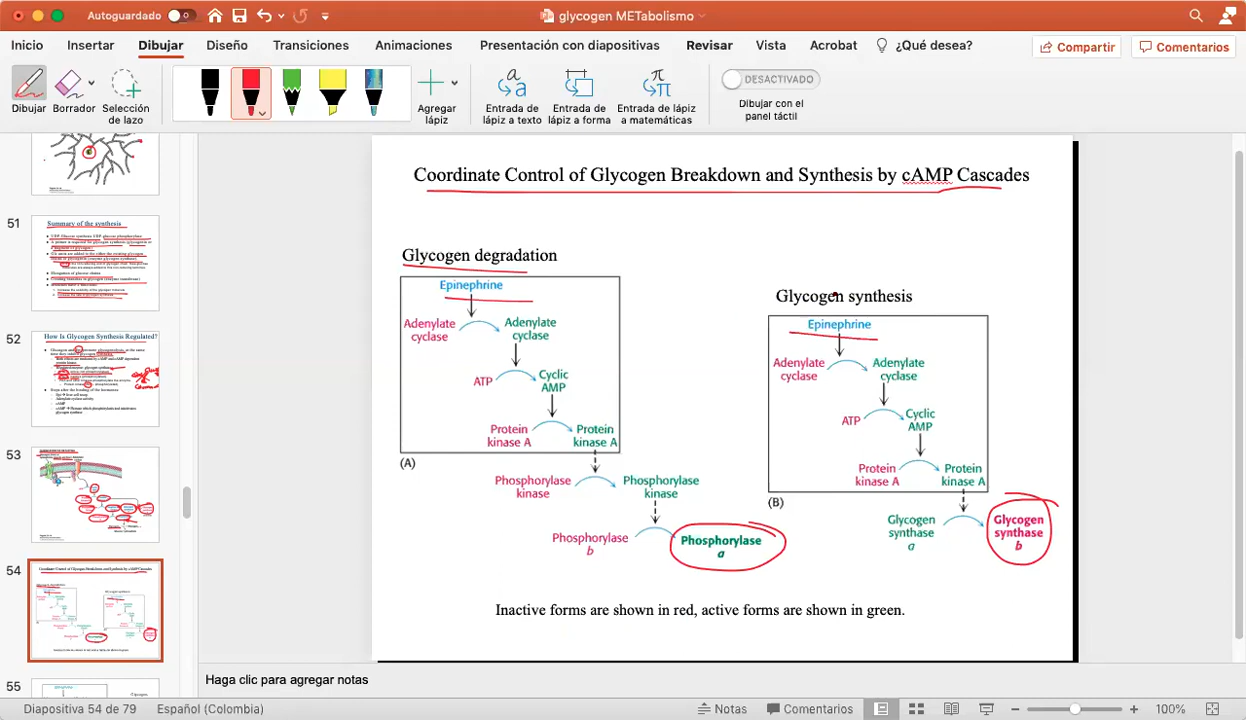 Autoguardado
glycogen METabolismo
Inicio Insertar Dibujar Diseño Transiciones Animaciones Presentación con diapositivas Revisar Vista Acrobat ¿Qué desea?
Compartir Comentarios
Dibujar
Borrador
Selección
de lazo
Agregar
lápiz
Entrada de
lápiz a texto
Entrada de
lápiz a forma
Entrada de lápiz
a matemáticas
DESACTIVADO
Dibujar con el
panel táctil
51
Summary of the synthesis
52
How Is Glycogen Synthesis Regulated?
53
54
55
Coordinate Control of Glycogen Breakdown and Synthesis by cAMP Cascades
Glycogen degradation
Epinephrine
Adenylate
cyclase
Adenylate
cyclase
ATP
Cyclic
AMP
Protein
kinase A
Protein
kinase A
(A)
Phosphorylase
kinase
Phosphorylase
kinase
Phosphorylase
b
Phosphorylase
a
Glycogen synthesis
Epinephrine
Adenylate
cyclase
Adenylate
cyclase
ATP
Cyclic
AMP
Protein
kinase A
Protein
kinase A
(B)
Glycogen
synthase
a
Glycogen
synthase
b
Inactive forms are shown in red, active forms are shown in green.
Haga clic para agregar notas
Diapositiva 54 de 79 Español (Colombia) Notas Comentarios 100%